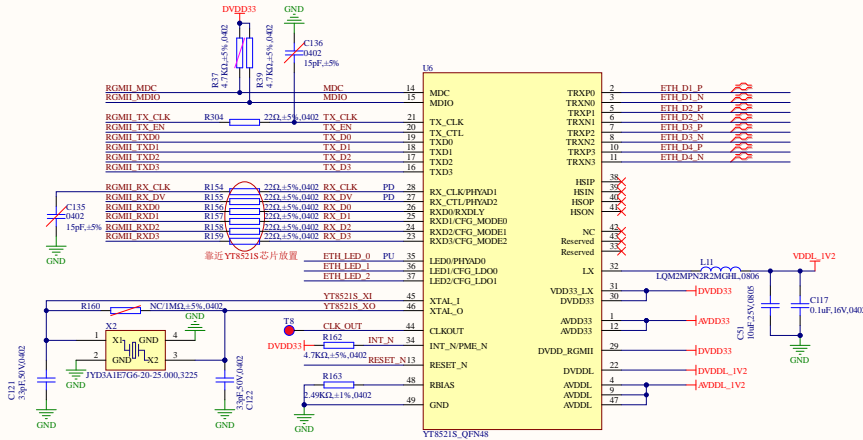 DVDD33
GND
R37
4.7KΩ,±5%,0402
R39
4.7KΩ,±5%,0402
C136
0402
15pF,±5%
U6
RGMII_MDC MDC 14 MDC TRXP0 2 ETH_D1_P
RGMII_MDIO MDIO 15 MDIO TRXN0 3 ETH_D1_N
TRXP1 5 ETH_D2_P
RGMII_TX_CLK R304 22Ω,±5%,0402 TX_CLK 21 TX_CLK TRXN1 6 ETH_D2_N
RGMII_TX_EN TX_EN 20 TX_CTL TRXP2 7 ETH_D3_P
RGMII_TXD0 TX_D0 19 TXD0 TRXN2 8 ETH_D3_N
RGMII_TXD1 TX_D1 18 TXD1 TRXP3 10 ETH_D4_P
RGMII_TXD2 TX_D2 17 TXD2 TRXN3 11 ETH_D4_N
RGMII_TXD3 TX_D3 16 TXD3
HSIP 38
RGMII_RX_CLK R154 22Ω,±5%,0402 RX_CLK PD 28 RX_CLK/PHYAD1 HSIN 39
RGMII_RX_DV R155 22Ω,±5%,0402 RX_DV PD 27 RX_CTL/PHYAD2 HSOP 40
RGMII_RXD0 R156 22Ω,±5%,0402 RX_D0 26 RXD0/RXDLY HSON 41
RGMII_RXD1 R157 22Ω,±5%,0402 RX_D1 25 RXD1/CFG_MODE0
RGMII_RXD2 R158 22Ω,±5%,0402 RX_D2 24 RXD2/CFG_MODE1 NC 42
RGMII_RXD3 R159 22Ω,±5%,0402 RX_D3 23 RXD3/CFG_MODE2 Reserved 43
Reserved 33
C135
0402
15pF,±5%
GND
靠近YT8521S芯片放置
ETH_LED_0 PU 35 LED0/PHYAD0
ETH_LED_1 36 LED1/CFG_LDO0 LX 32 L11 VDDL_1V2
ETH_LED_2 37 LED2/CFG_LDO1 LQM2MPN2R2MGHL,0806
YT8521S_XI 45 XTAL_I VDD33_LX 31 DVDD33
R160 NC/1MΩ,±5%,0402 YT8521S_XO 46 XTAL_O DVDD33 30
C51
10uF,25V,0805
C117
0.1uF,16V,0402
GND
T8 CLK_OUT 44 CLKOUT AVDD33 1 AVDD33
AVDD33 12
DVDD33 R162 INT_N 34 INT_N/PME_N DVDD_RGMII 29 DVDD33
4.7KΩ,±5%,0402
RESET_N 13 RESET_N DVDDL 22 DVDDL_1V2
R163 48 RBIAS AVDDL 4 AVDDL_1V2
2.49KΩ,±1%,0402 AVDDL 9
49 GND AVDDL 47
GND
X2
GND
1 X1 GND 4
2 GND X2 3
GND
JYD3A1E7G6-20-25.000,3225
C121
33pF,50V,0402
C122
33pF,50V,0402
GND
GND
YT8521S_QFN48